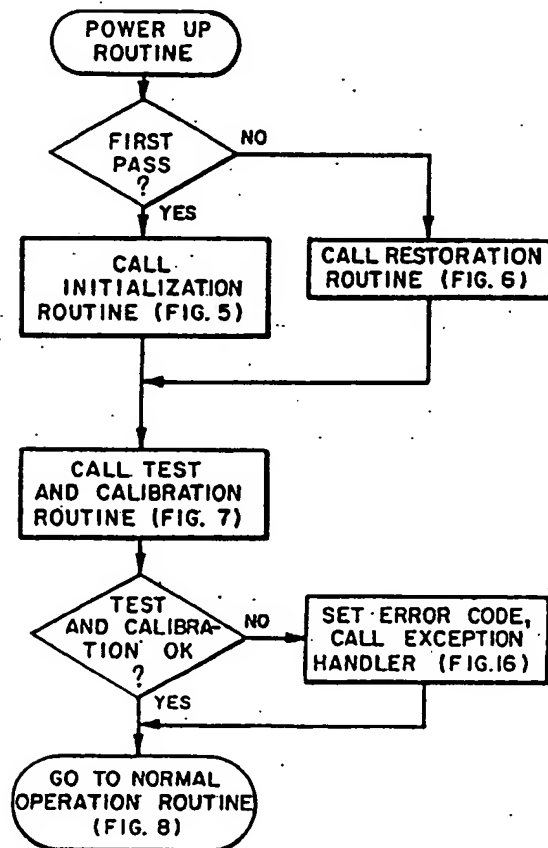 POWER UP
ROUTINE
FIRST
PASS
?
NO
YES
CALL
INITIALIZATION
ROUTINE (FIG. 5)
CALL RESTORATION
ROUTINE (FIG. 6)
CALL TEST
AND CALIBRATION
ROUTINE (FIG. 7)
TEST
AND CALIBRA-
TION OK
?
NO
YES
SET ERROR CODE,
CALL EXCEPTION
HANDLER (FIG.16)
GO TO NORMAL
OPERATION ROUTINE
(FIG. 8)